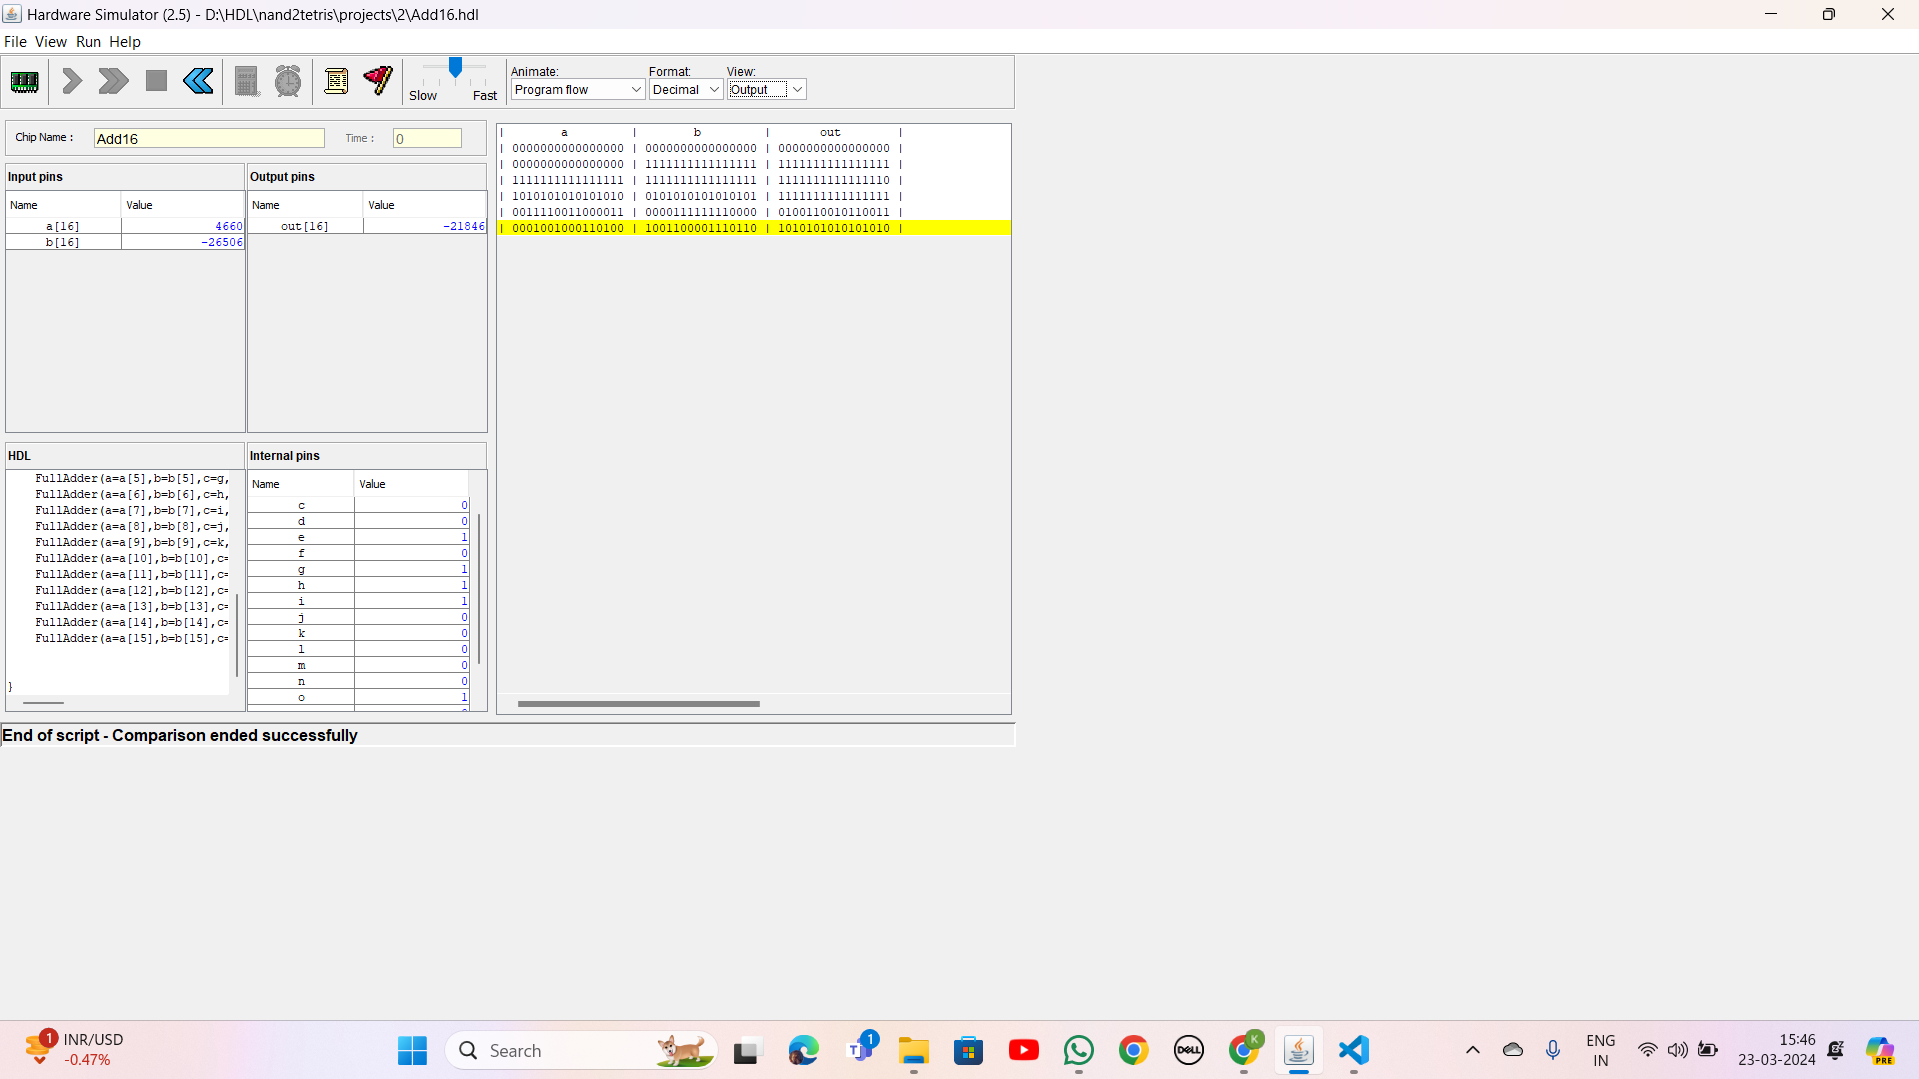 Hardware Simulator (2.5) - D:\HDL\nand2tetris\projects\2\Add16.hdl
File View Run Help
Slow Fast
Animate: Format: View:
Program flow Decimal Output
Chip Name : Add16 Time : 0
Input pins
Name Value
a[16] 4660
b[16] -26506
Output pins
Name Value
out[16] -21846
| a | b | out |
| 0000000000000000 | 0000000000000000 | 0000000000000000 |
| 0000000000000000 | 1111111111111111 | 1111111111111111 |
| 1111111111111111 | 1111111111111111 | 1111111111111110 |
| 1010101010101010 | 0101010101010101 | 1111111111111111 |
| 0011110011000011 | 0000111111110000 | 0100110010110011 |
| 0001001000110100 | 1001100001110110 | 1010101010101010 |
HDL
FullAdder(a=a[5],b=b[5],c=g,
FullAdder(a=a[6],b=b[6],c=h,
FullAdder(a=a[7],b=b[7],c=i,
FullAdder(a=a[8],b=b[8],c=j,
FullAdder(a=a[9],b=b[9],c=k,
FullAdder(a=a[10],b=b[10],c=
FullAdder(a=a[11],b=b[11],c=
FullAdder(a=a[12],b=b[12],c=
FullAdder(a=a[13],b=b[13],c=
FullAdder(a=a[14],b=b[14],c=
FullAdder(a=a[15],b=b[15],c=
}
Internal pins
Name Value
c 0
d 0
e 1
f 0
g 1
h 1
i 1
j 0
k 0
l 0
m 0
n 0
o 1
End of script - Comparison ended successfully
1 INR/USD
-0.47%
Search
1
DELL
K
ENG
IN
15:46
23-03-2024
PRE